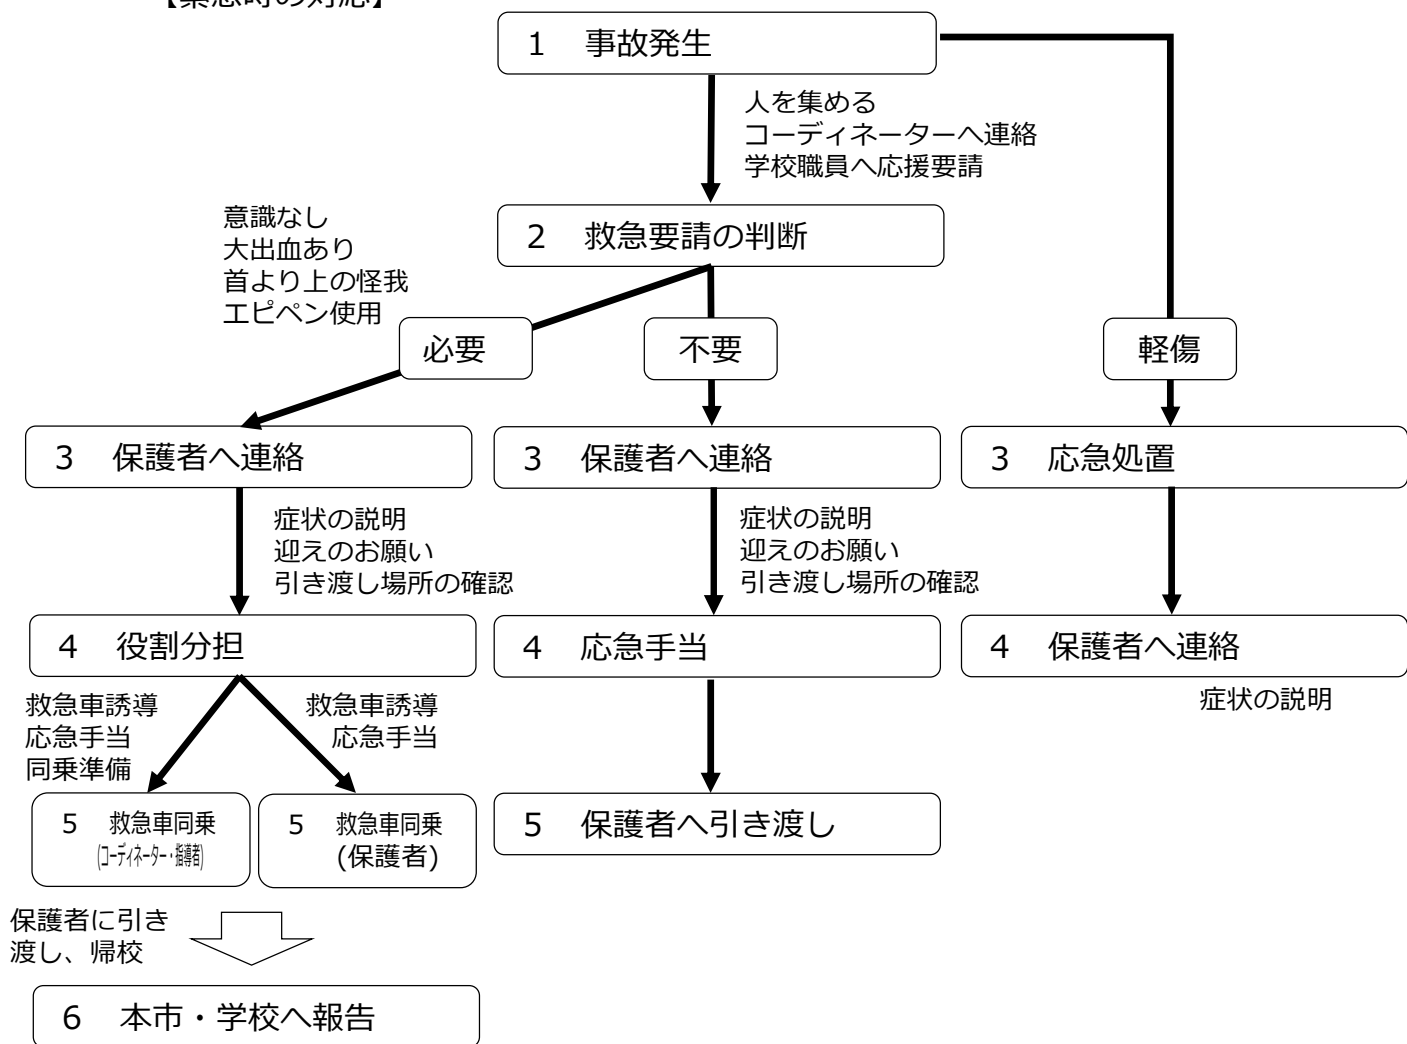 【緊急時の対応】
1 事故発生
人を集める
コーディネーターへ連絡
学校職員へ応援要請
2 救急要請の判断
意識なし
大出血あり
首より上の怪我
エピペン使用
必要
不要
軽傷
3 保護者へ連絡
3 保護者へ連絡
3 応急処置
症状の説明
迎えのお願い
引き渡し場所の確認
症状の説明
迎えのお願い
引き渡し場所の確認
4 役割分担
4 応急手当
4 保護者へ連絡
症状の説明
救急車誘導
応急手当
同乗準備
救急車誘導
応急手当
5 救急車同乗
(コーディネーター・指導者)
5 救急車同乗
(保護者)
5 保護者へ引き渡し
保護者に引き
渡し、帰校
6 本市・学校へ報告